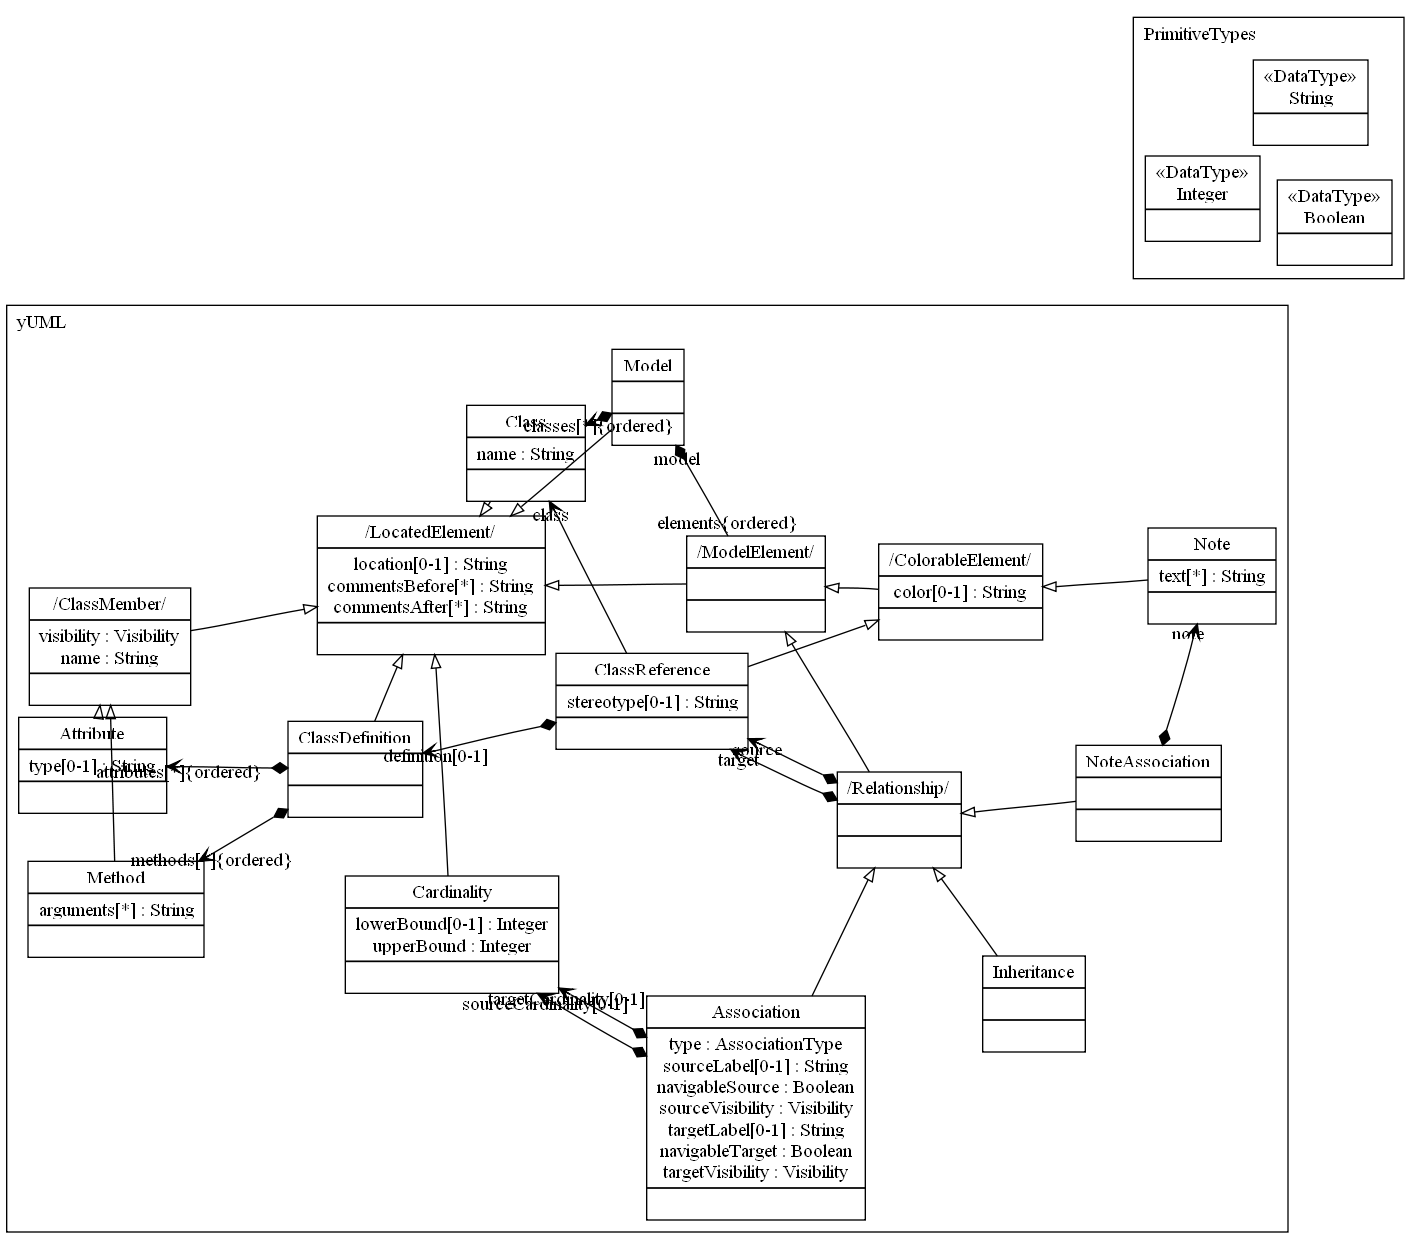 PrimitiveTypes
«DataType»
String
«DataType»
Integer
«DataType»
Boolean
yUML
Model
Class
classes[*]{ordered}
name : String
model
class
elements{ordered}
/LocatedElement/
location[0-1] : String
commentsBefore[*] : String
commentsAfter[*] : String
/ModelElement/
/ColorableElement/
color[0-1] : String
Note
text[*] : String
note
/ClassMember/
visibility : Visibility
name : String
ClassReference
stereotype[0-1] : String
Attribute
type[0-1] : String
attributes[*]{ordered}
ClassDefinition
definition[0-1]
source
target
NoteAssociation
/Relationship/
methods[*]{ordered}
Method
arguments[*] : String
Cardinality
lowerBound[0-1] : Integer
upperBound : Integer
targetCardinality[0-1]
sourceCardinality[0-1]
Inheritance
Association
type : AssociationType
sourceLabel[0-1] : String
navigableSource : Boolean
sourceVisibility : Visibility
targetLabel[0-1] : String
navigableTarget : Boolean
targetVisibility : Visibility